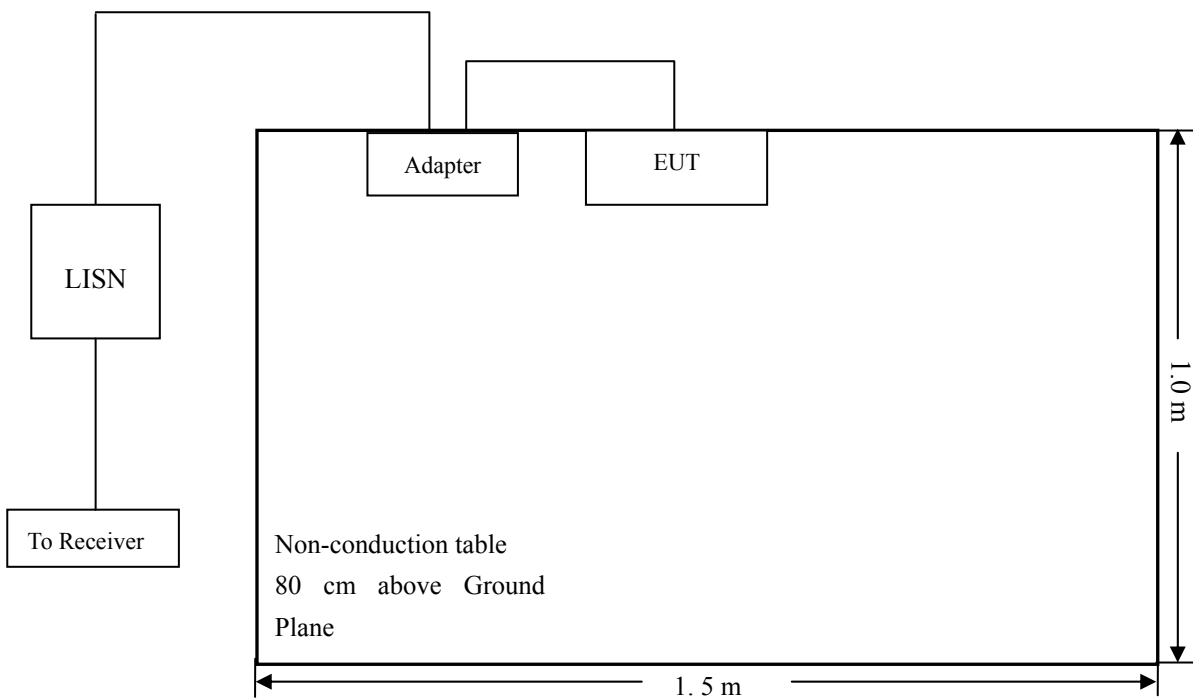 Adapter
EUT
LISN
1.0 m
To Receiver
Non-conduction table
80 cm above Ground
Plane
1. 5 m